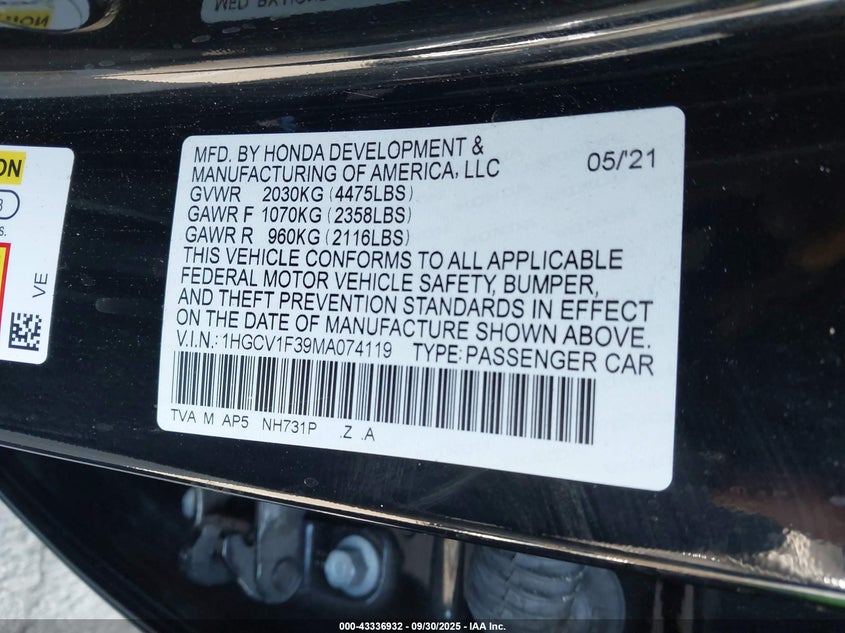 MFD. BY HONDA DEVELOPMENT &
MANUFACTURING OF AMERICA, LLC
05/'21
GVWR 2030KG (4475LBS)
GAWR F 1070KG (2358LBS)
GAWR R 960KG (2116LBS)
THIS VEHICLE CONFORMS TO ALL APPLICABLE
FEDERAL MOTOR VEHICLE SAFETY, BUMPER,
AND THEFT PREVENTION STANDARDS IN EFFECT
ON THE DATE OF MANUFACTURE SHOWN ABOVE.
V.I.N.: 1HGCV1F39MA074119 TYPE: PASSENGER CAR
TVA M AP5 NH731P .Z .A
VE
000-43336932 - 09/30/2025 - IAA Inc.